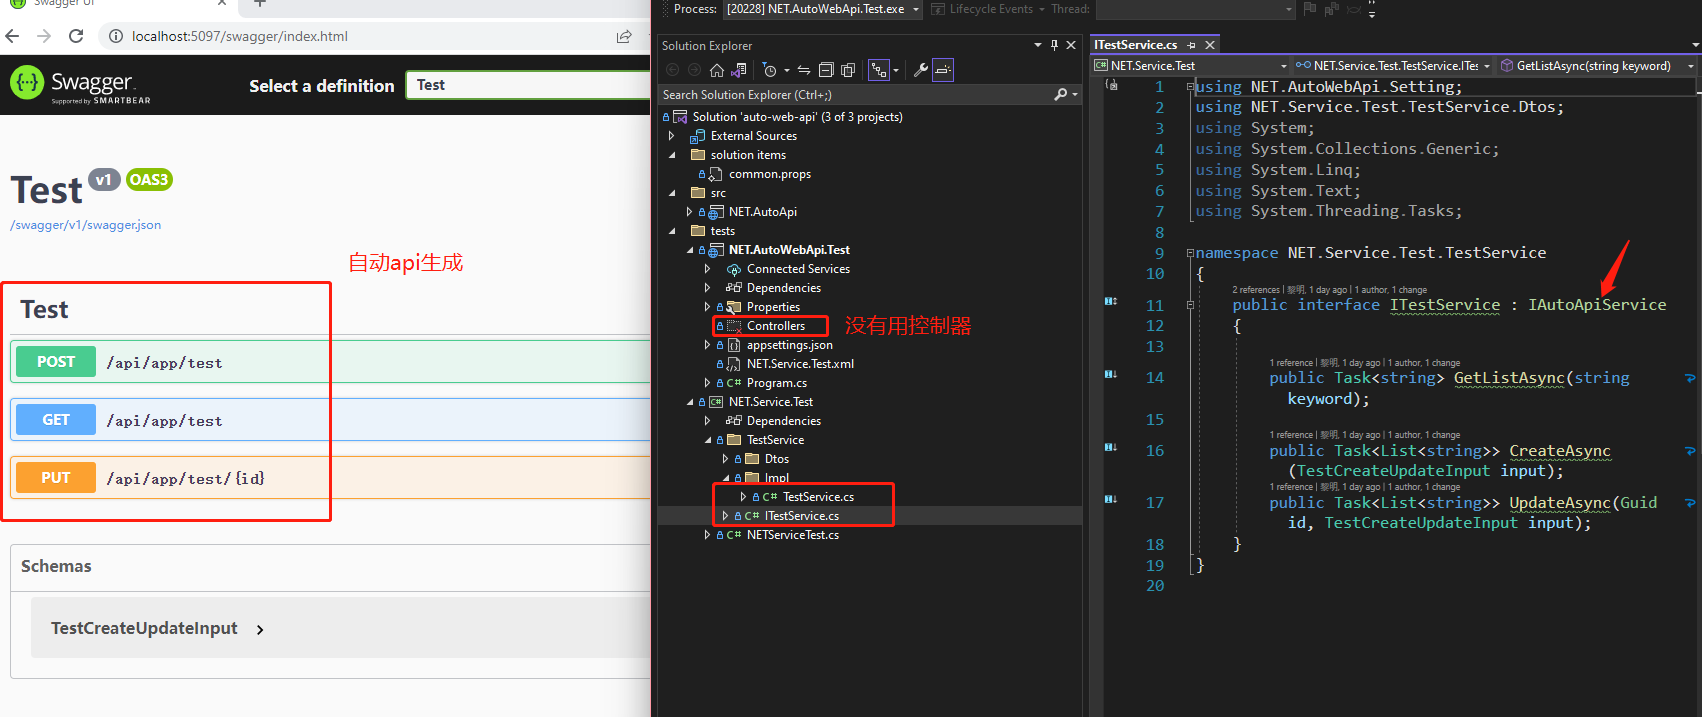 Swagger UI
localhost:5097/swagger/index.html
Swagger
Supported by SMARTBEAR
Select a definition
Test
Test v1 OAS3
/swagger/v1/swagger.json
自动api生成
Test
POST /api/app/test
GET /api/app/test
PUT /api/app/test/{id}
Schemas
TestCreateUpdateInput
Process: [20228] NET.AutoWebApi.Test.exe Lifecycle Events Thread:
Solution Explorer
Search Solution Explorer (Ctrl+;)
Solution 'auto-web-api' (3 of 3 projects)
External Sources
solution items
common.props
src
NET.AutoApi
tests
NET.AutoWebApi.Test
Connected Services
Dependencies
Properties
Controllers 没有用控制器
appsettings.json
NET.Service.Test.xml
C# Program.cs
C# NET.Service.Test
Dependencies
TestService
Dtos
Impl
C# TestService.cs
C# ITestService.cs
C# NETServiceTest.cs
ITestService.cs
C# NET.Service.Test NET.Service.Test.TestService.ITes GetListAsync(string keyword)
1 using NET.AutoWebApi.Setting;
2 using NET.Service.Test.TestService.Dtos;
3 using System;
4 using System.Collections.Generic;
5 using System.Linq;
6 using System.Text;
7 using System.Threading.Tasks;
8
9 namespace NET.Service.Test.TestService
10 {
2 references | 黎明, 1 day ago | 1 author, 1 change
11 public interface ITestService : IAutoApiService
12 {
13
1 reference | 黎明, 1 day ago | 1 author, 1 change
14 public Task<string> GetListAsync(string
keyword);
15
1 reference | 黎明, 1 day ago | 1 author, 1 change
16 public Task<List<string>> CreateAsync
(TestCreateUpdateInput input);
1 reference | 黎明, 1 day ago | 1 author, 1 change
17 public Task<List<string>> UpdateAsync(Guid
id, TestCreateUpdateInput input);
18 }
19 }
20